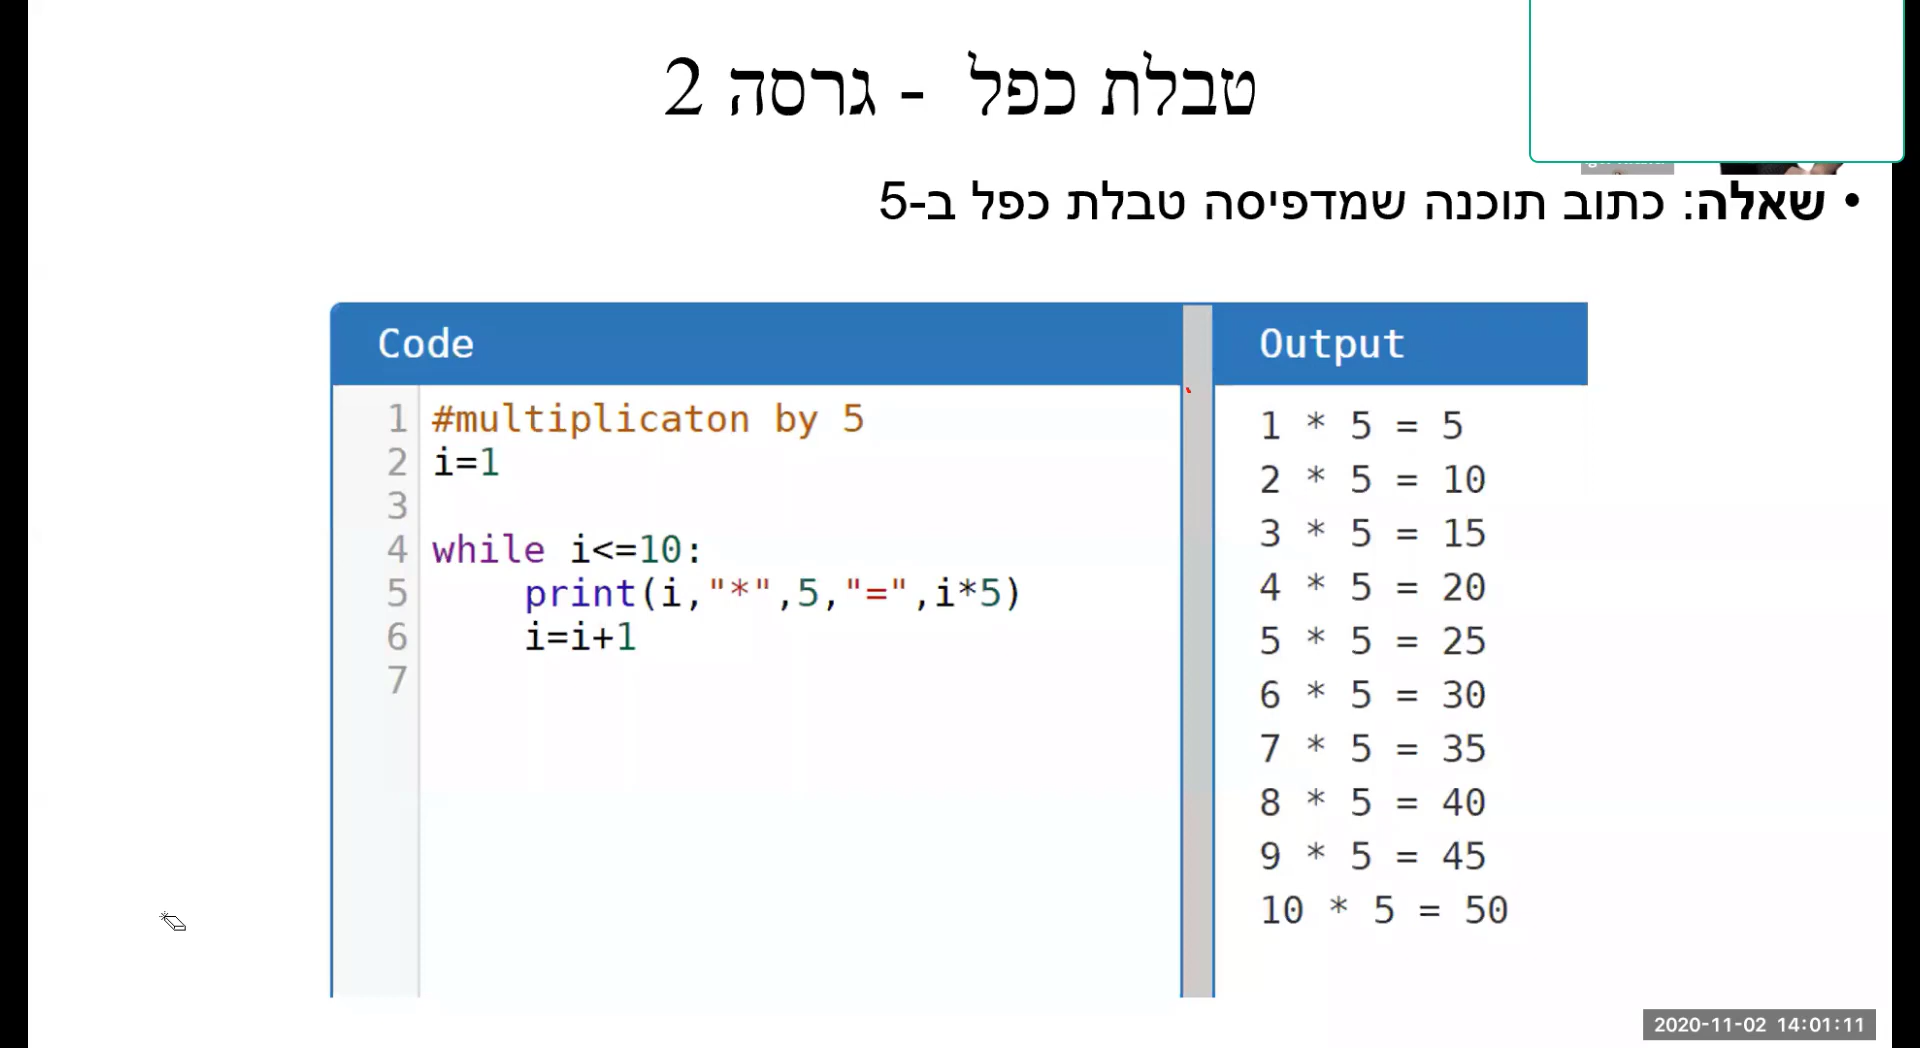 טבלת כפל - גרסה 2
• שאלה: כתוב תוכנה שמדפיסה טבלת כפל ב-5
Code
1 #multiplicaton by 5
2 i=1
3
4 while i<=10:
5     print(i,"*",5,"=",i*5)
6     i=i+1
7
Output
1 * 5 = 5
2 * 5 = 10
3 * 5 = 15
4 * 5 = 20
5 * 5 = 25
6 * 5 = 30
7 * 5 = 35
8 * 5 = 40
9 * 5 = 45
10 * 5 = 50
2020-11-02 14:01:11